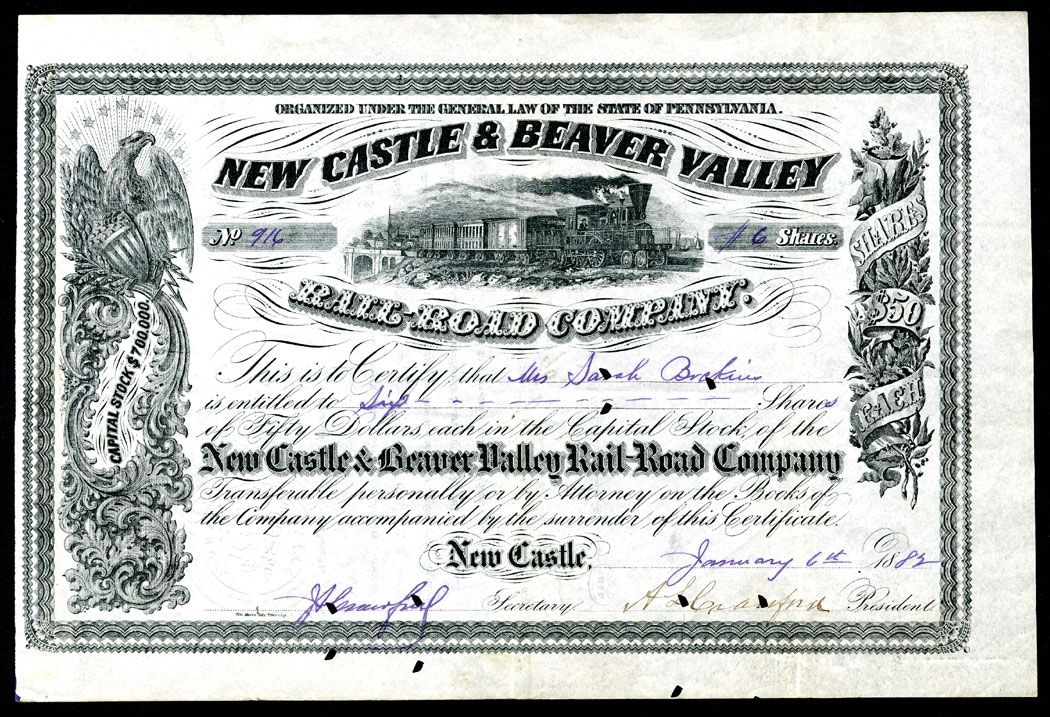 ORGANIZED UNDER THE GENERAL LAW OF THE STATE OF PENNSYLVANIA.
NEW CASTLE & BEAVER VALLEY
No 916
$6 Shares.
RAIL-ROAD COMPANY.
CAPITAL STOCK $700,000.
SHARES
$50
EACH
This is to Certify, that Mrs Sarah
is entitled to Six Shares
of Fifty Dollars each in the Capital Stock of the
New Castle & Beaver Valley Rail-Road Company
Transferable personally or by Attorney on the Books of
the Company accompanied by the surrender of this Certificate.
New Castle, January 6th 1882
J H Crawford Secretary. A L Crawford President